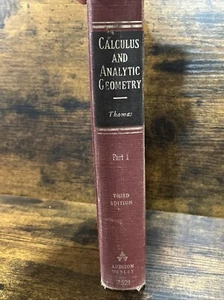 CALCULUS
AND
ANALYTIC
GEOMETRY
Thomas
Part 1
THIRD
EDITION
ADDISON
WESLEY